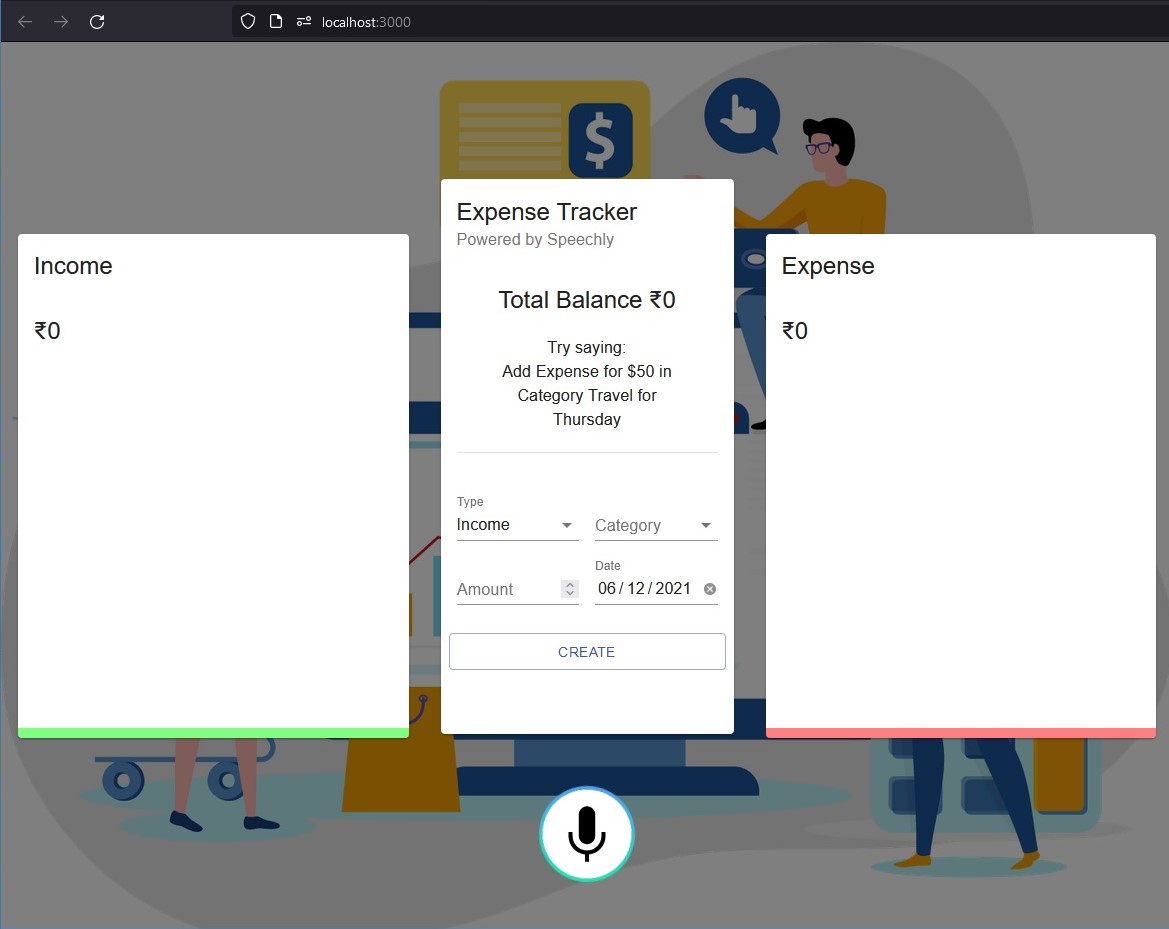 localhost:3000
$
Expense Tracker
Powered by Speechly
Income
₹0
Total Balance ₹0
Try saying:
Add Expense for $50 in
Category Travel for
Thursday
Type
Income
Category
Amount
Date
06/12/2021
CREATE
Expense
₹0